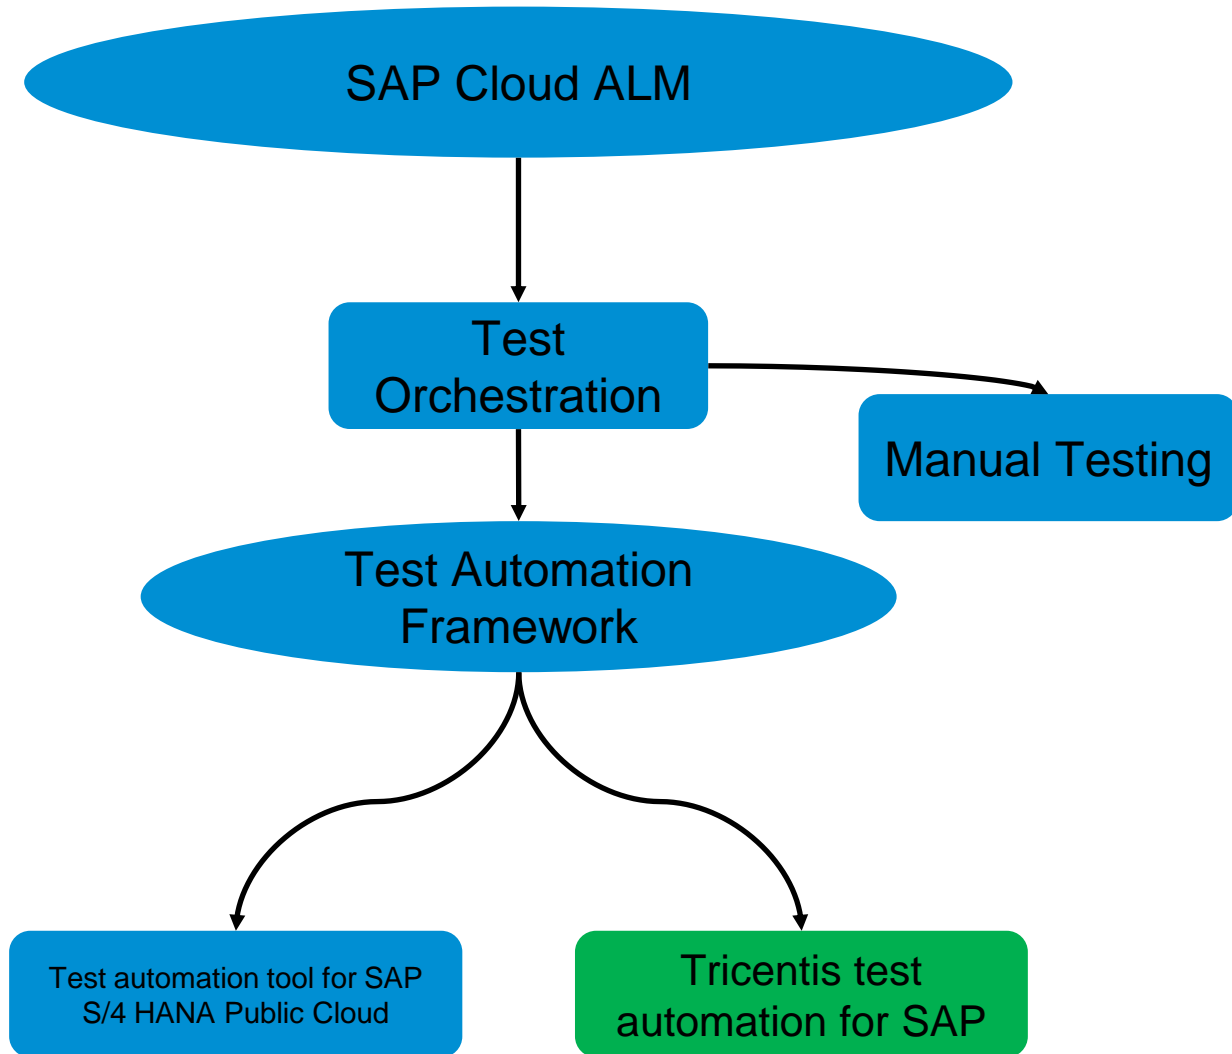 SAP Cloud ALM
Test
Orchestration
Manual Testing
Test Automation
Framework
Test automation tool for SAP
S/4 HANA Public Cloud
Tricentis test
automation for SAP